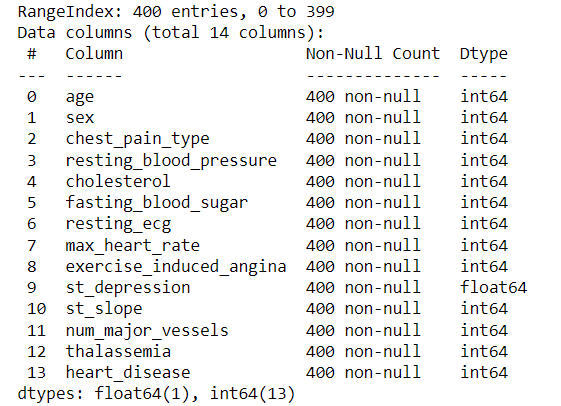 RangeIndex: 400 entries, 0 to 399
Data columns (total 14 columns):
 #   Column                   Non-Null Count  Dtype
---  ------                   --------------  -----
 0   age                      400 non-null    int64
 1   sex                      400 non-null    int64
 2   chest_pain_type          400 non-null    int64
 3   resting_blood_pressure   400 non-null    int64
 4   cholesterol              400 non-null    int64
 5   fasting_blood_sugar      400 non-null    int64
 6   resting_ecg              400 non-null    int64
 7   max_heart_rate           400 non-null    int64
 8   exercise_induced_angina  400 non-null    int64
 9   st_depression            400 non-null    float64
 10  st_slope                 400 non-null    int64
 11  num_major_vessels        400 non-null    int64
 12  thalassemia              400 non-null    int64
 13  heart_disease            400 non-null    int64
dtypes: float64(1), int64(13)